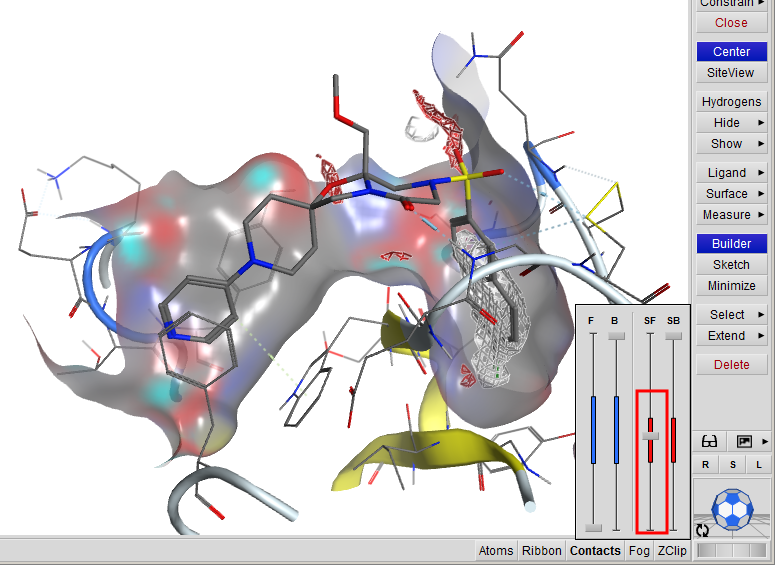 Constrain
Close
Center
SiteView
Hydrogens
Hide
Show
Ligand
Surface
Measure
Builder
Sketch
Minimize
Select
Extend
Delete
F B SF SB
R S L
Atoms Ribbon Contacts Fog ZClip